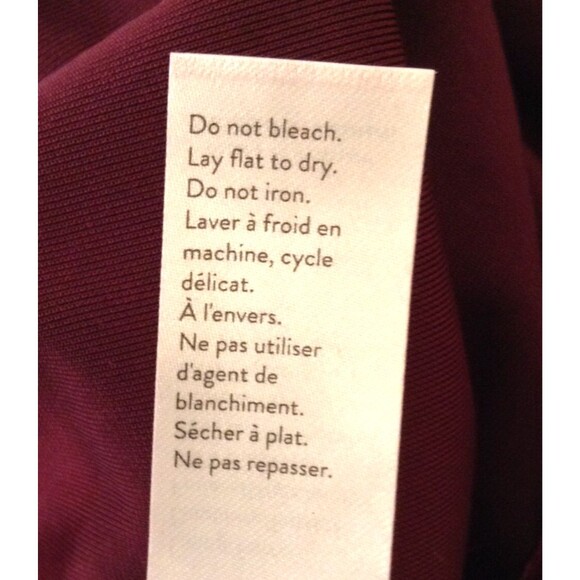 Do not bleach.
Lay flat to dry.
Do not iron.
Laver à froid en
machine, cycle
délicat.
À l'envers.
Ne pas utiliser
d'agent de
blanchiment.
Sécher à plat.
Ne pas repasser.